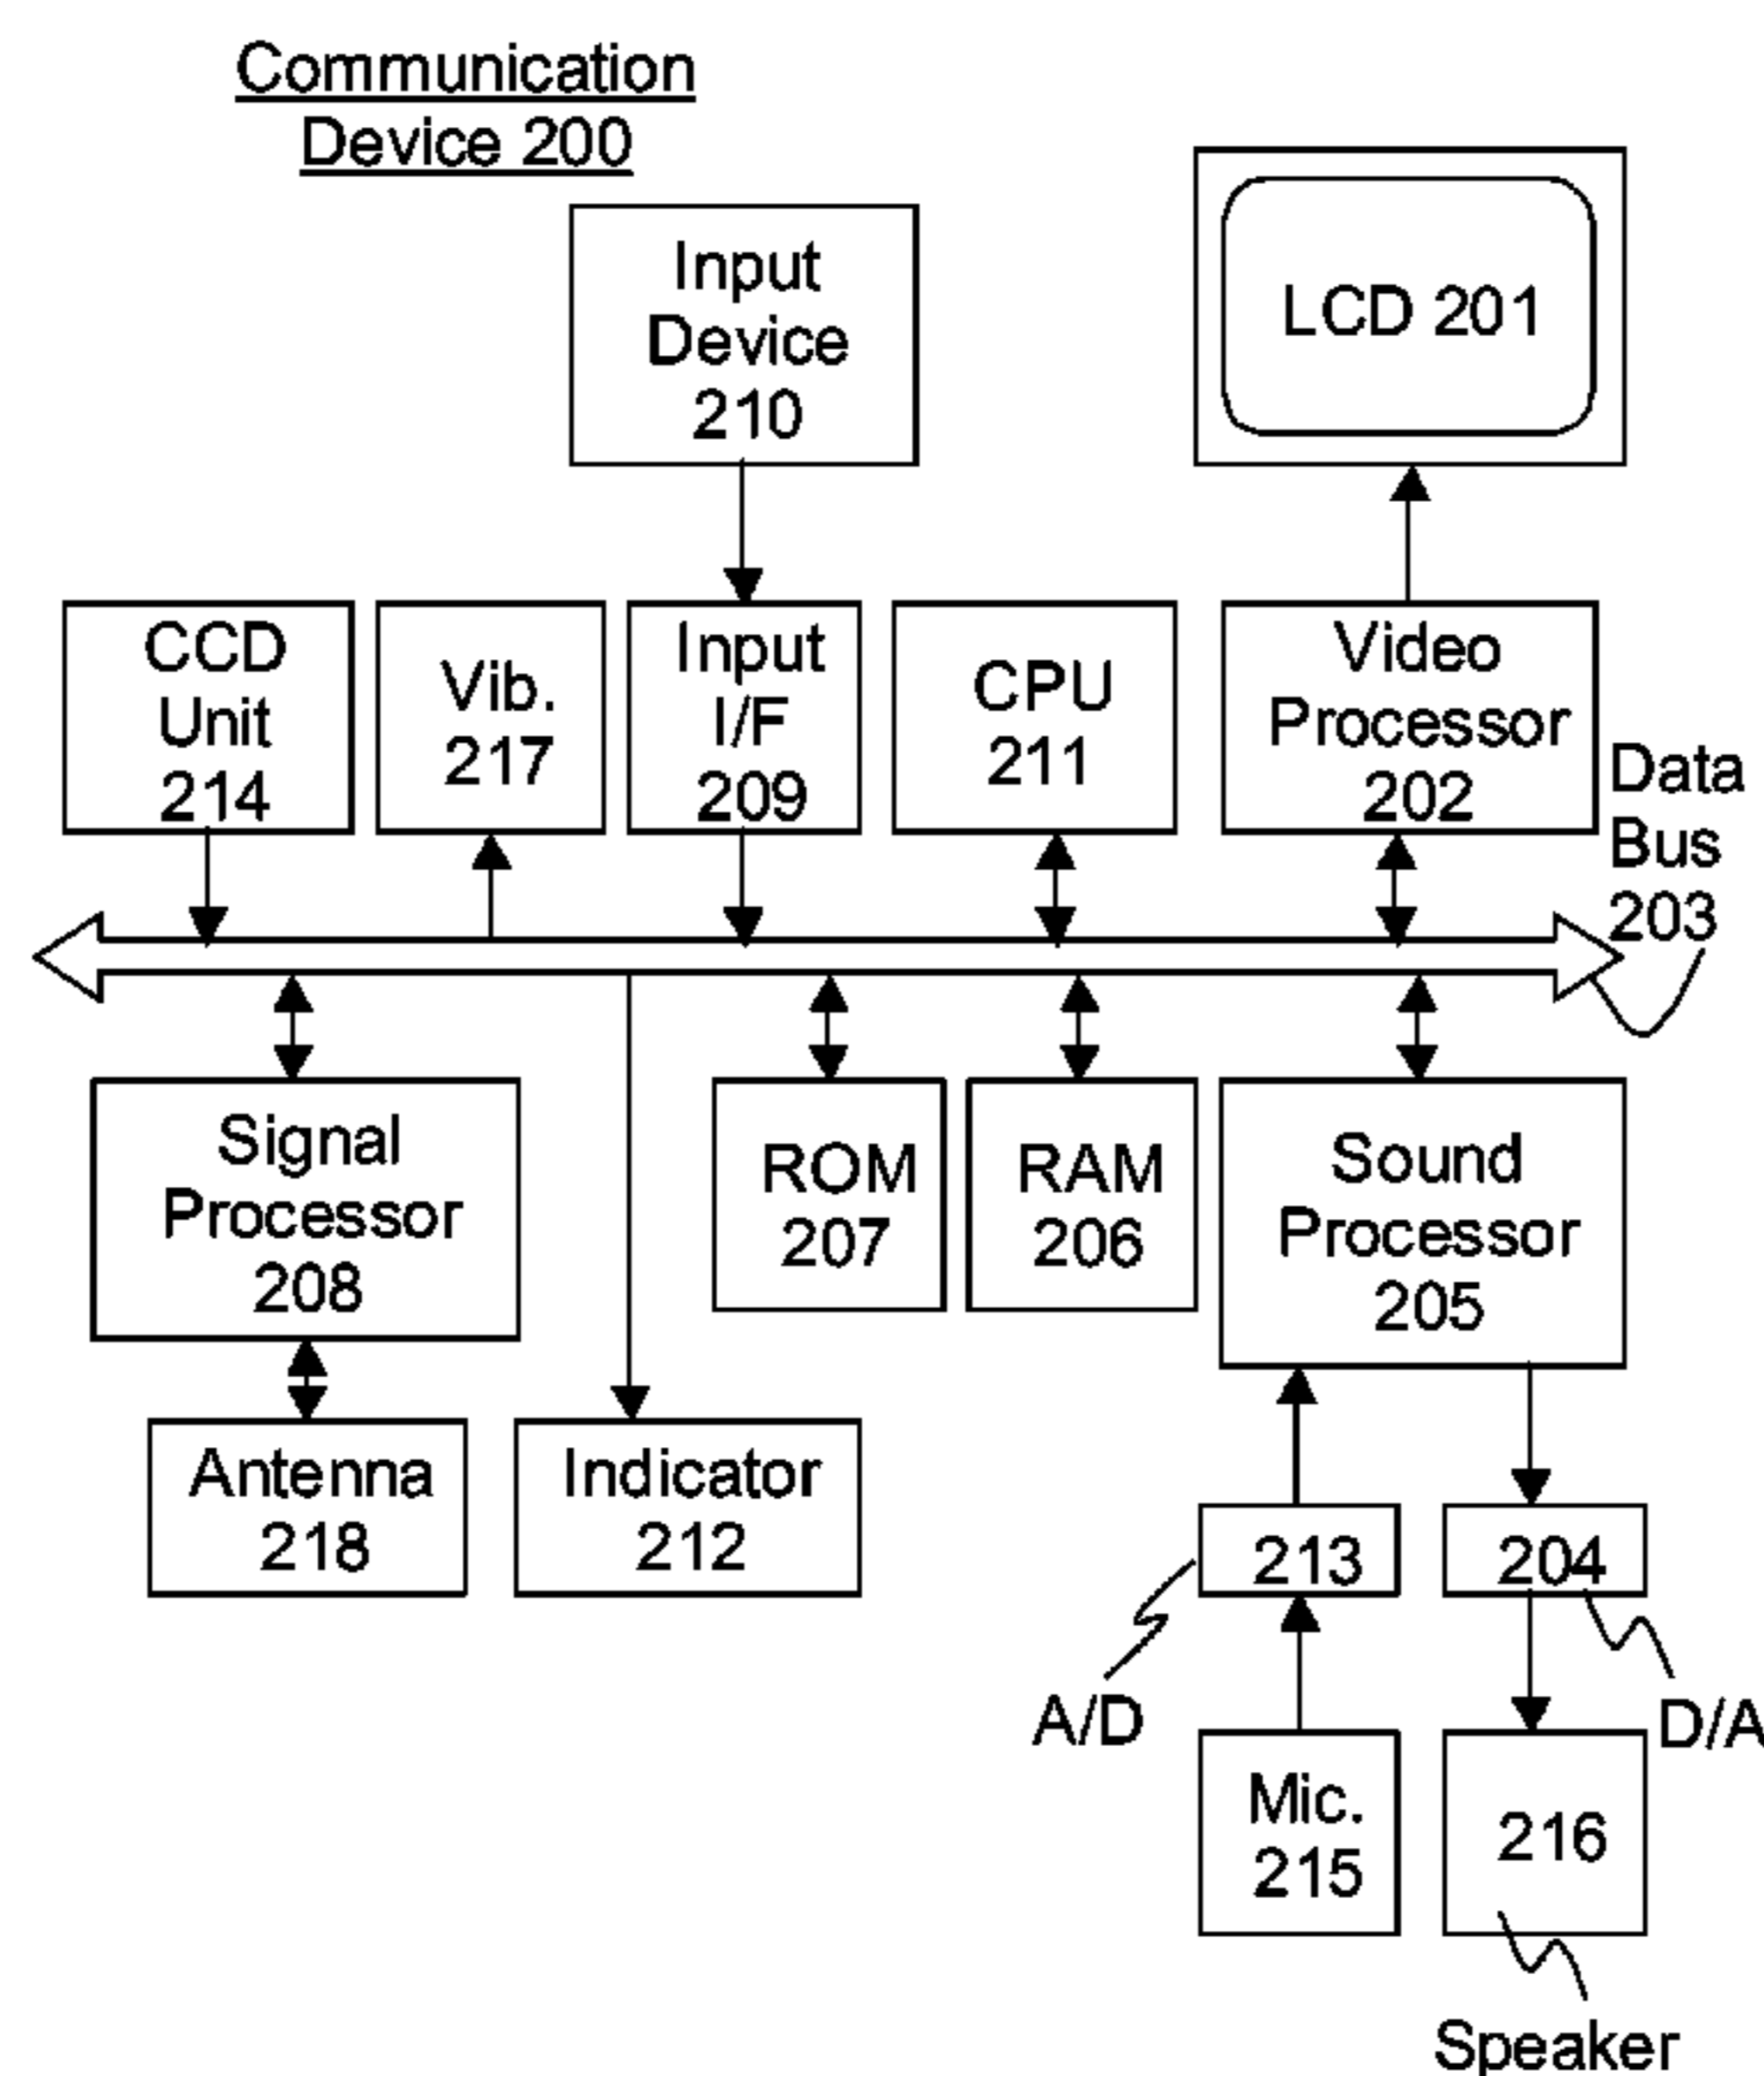 Communication
Device 200
Input
Device
210
LCD 201
CCD
Unit
214
Vib.
217
Input
I/F
209
CPU
211
Video
Processor
202
Data
Bus
203
Signal
Processor
208
ROM
207
RAM
206
Sound
Processor
205
Antenna
218
Indicator
212
213
204
A/D
D/A
Mic.
215
216
Speaker